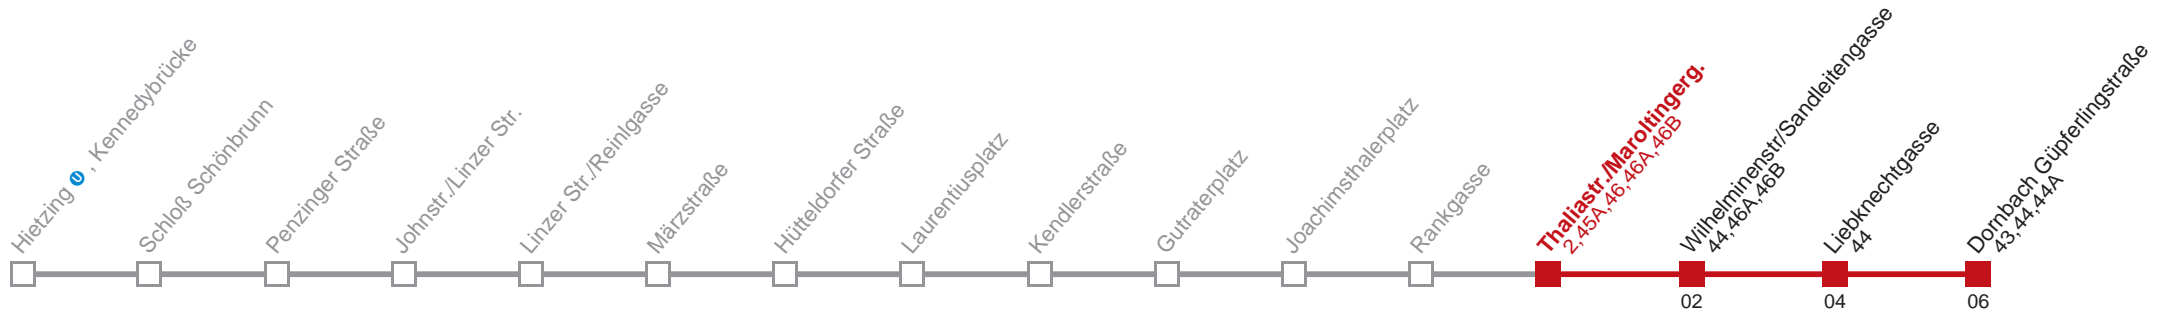 Hietzing U , Kennedybrücke
Schloß Schönbrunn
Penzinger Straße
Johnstr./Linzer Str.
Linzer Str./Reinlgasse
Märzstraße
Hütteldorfer Straße
Laurentiusplatz
Kendlerstraße
Gutraterplatz
Joachimsthalerplatz
Rankgasse
Thaliastr./Maroltingerg.
2,45A,46,46A,46B
Wilhelminenstr/Sandleitengasse
44,46A,46B
02
Liebknechtgasse
44
04
Dornbach Güpferlingstraße
43,44,44A
06